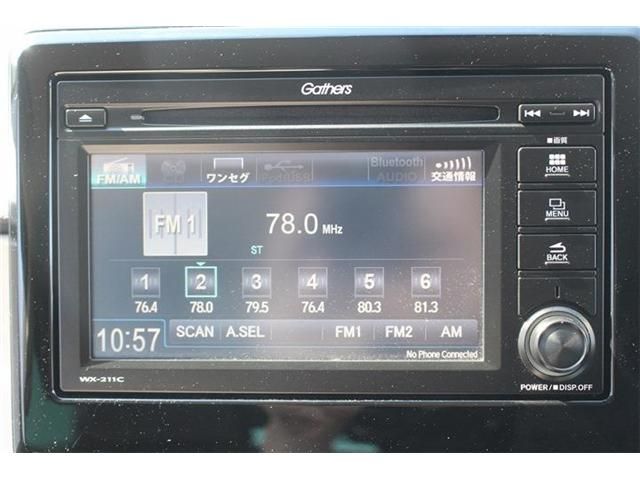 Gathers
■画質
HOME
MENU
BACK
FM/AM
ワンセグ
iPod/USB
Bluetooth
AUDIO
交通情報
FM 1
78.0 MHz
ST
1 2 3 4 5 6
76.4 78.0 79.5 76.4 80.3 81.3
10:57 SCAN A.SEL FM1 FM2 AM
No Phone Connected
WX-211C
POWER/■DISP.OFF